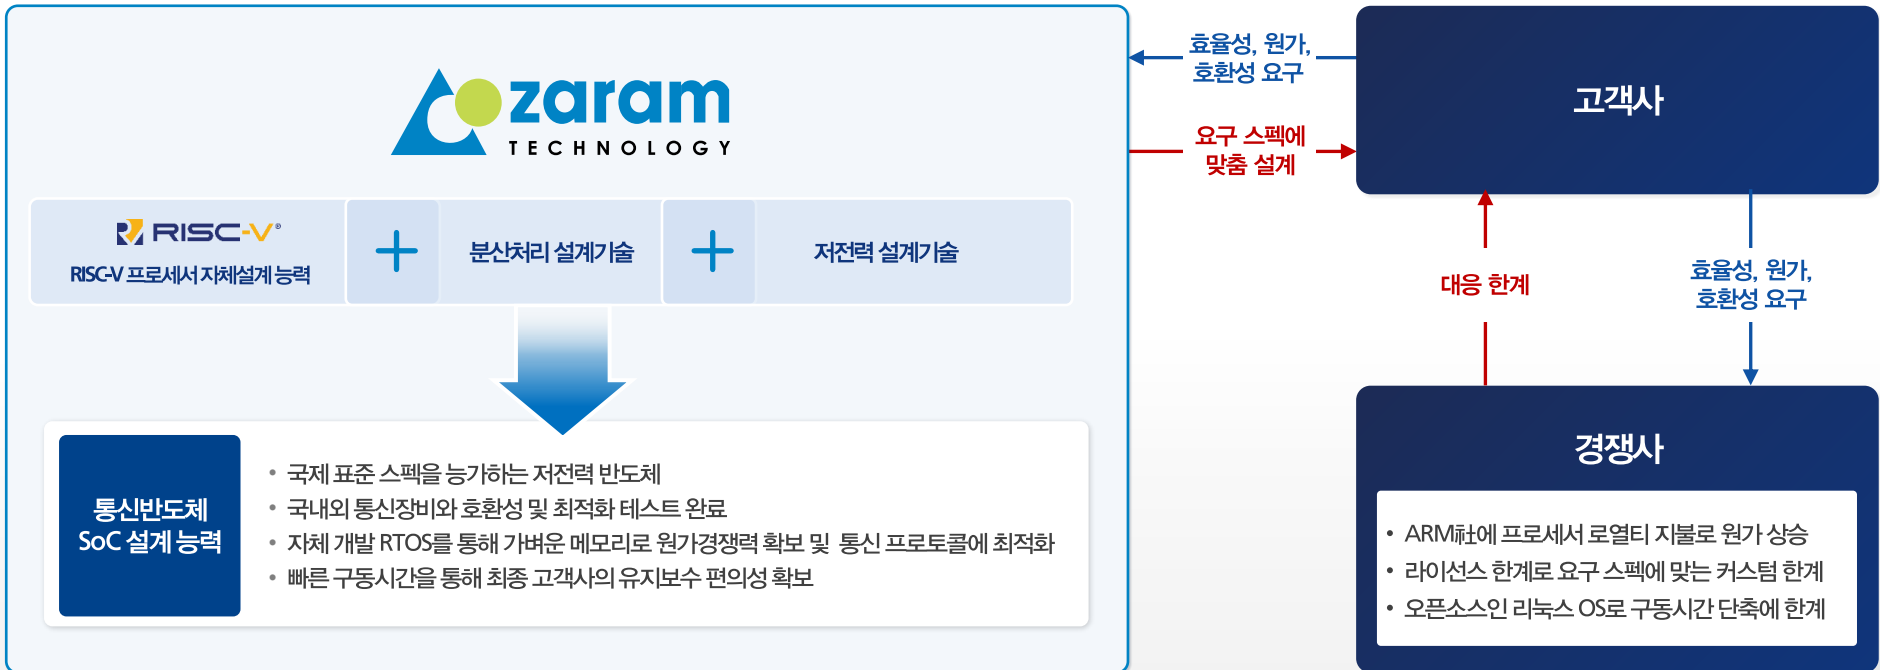 zaram
TECHNOLOGY
RISC-V®
RISC-V 프로세서 자체설계 능력
분산처리 설계기술
저전력 설계기술
통신반도체
SoC 설계 능력
• 국제 표준 스펙을 능가하는 저전력 반도체
• 국내외 통신장비와 호환성 및 최적화 테스트 완료
• 자체 개발 RTOS를 통해 가벼운 메모리로 원가경쟁력 확보 및 통신 프로토콜에 최적화
• 빠른 구동시간을 통해 최종 고객사의 유지보수 편의성 확보
효율성, 원가,
호환성 요구
요구 스펙에
맞춤 설계
고객사
대응 한계
효율성, 원가,
호환성 요구
경쟁사
• ARM社에 프로세서 로열티 지불로 원가 상승
• 라이선스 한계로 요구 스펙에 맞는 커스텀 한계
• 오픈소스인 리눅스 OS로 구동시간 단축에 한계